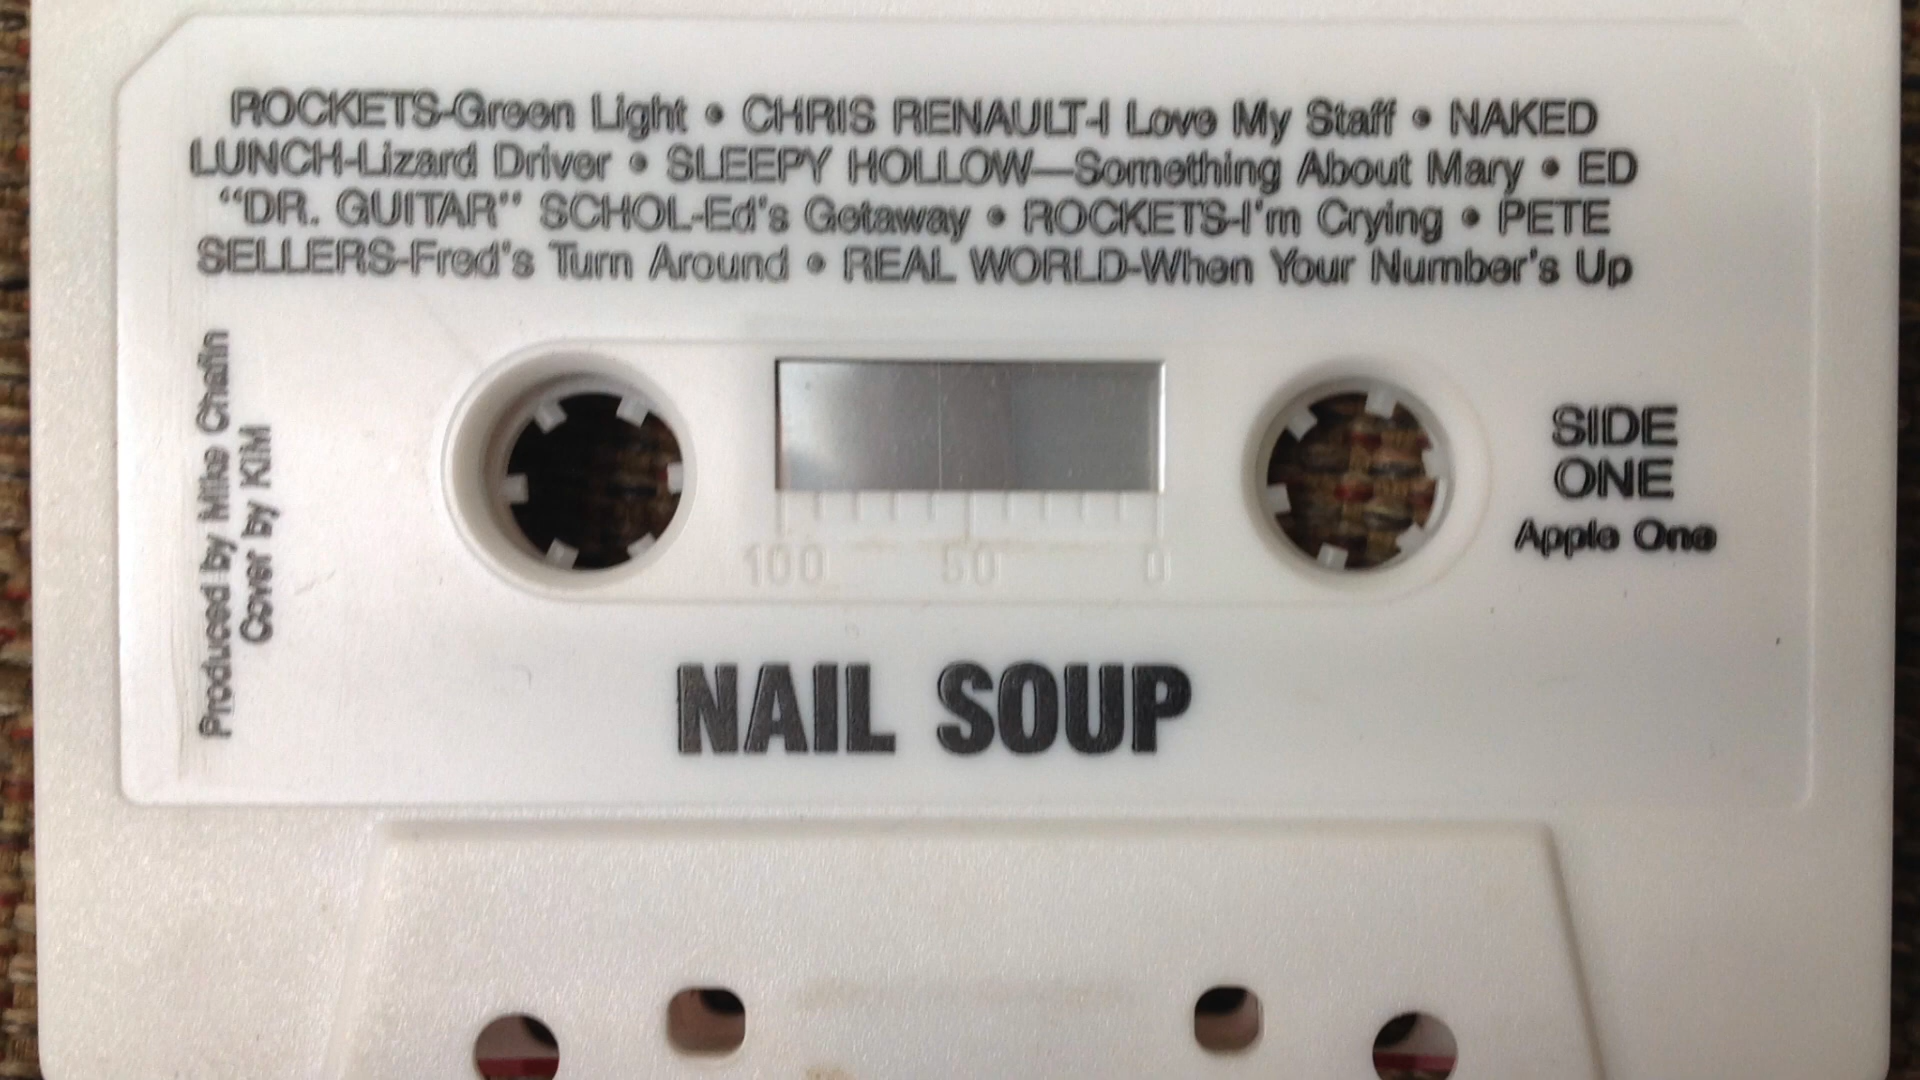 ROCKETS-Green Light • CHRIS RENAULT-I Love My Staff • NAKED
LUNCH-Lizard Driver • SLEEPY HOLLOW—Something About Mary • ED
“DR. GUITAR” SCHOL-Ed's Getaway • ROCKETS-I'm Crying • PETE
SELLERS-Fred's Turn Around • REAL WORLD-When Your Number's Up
Produced by Mike Chafin
Cover by KIM
100 50 0
SIDE
ONE
Apple One
NAIL SOUP